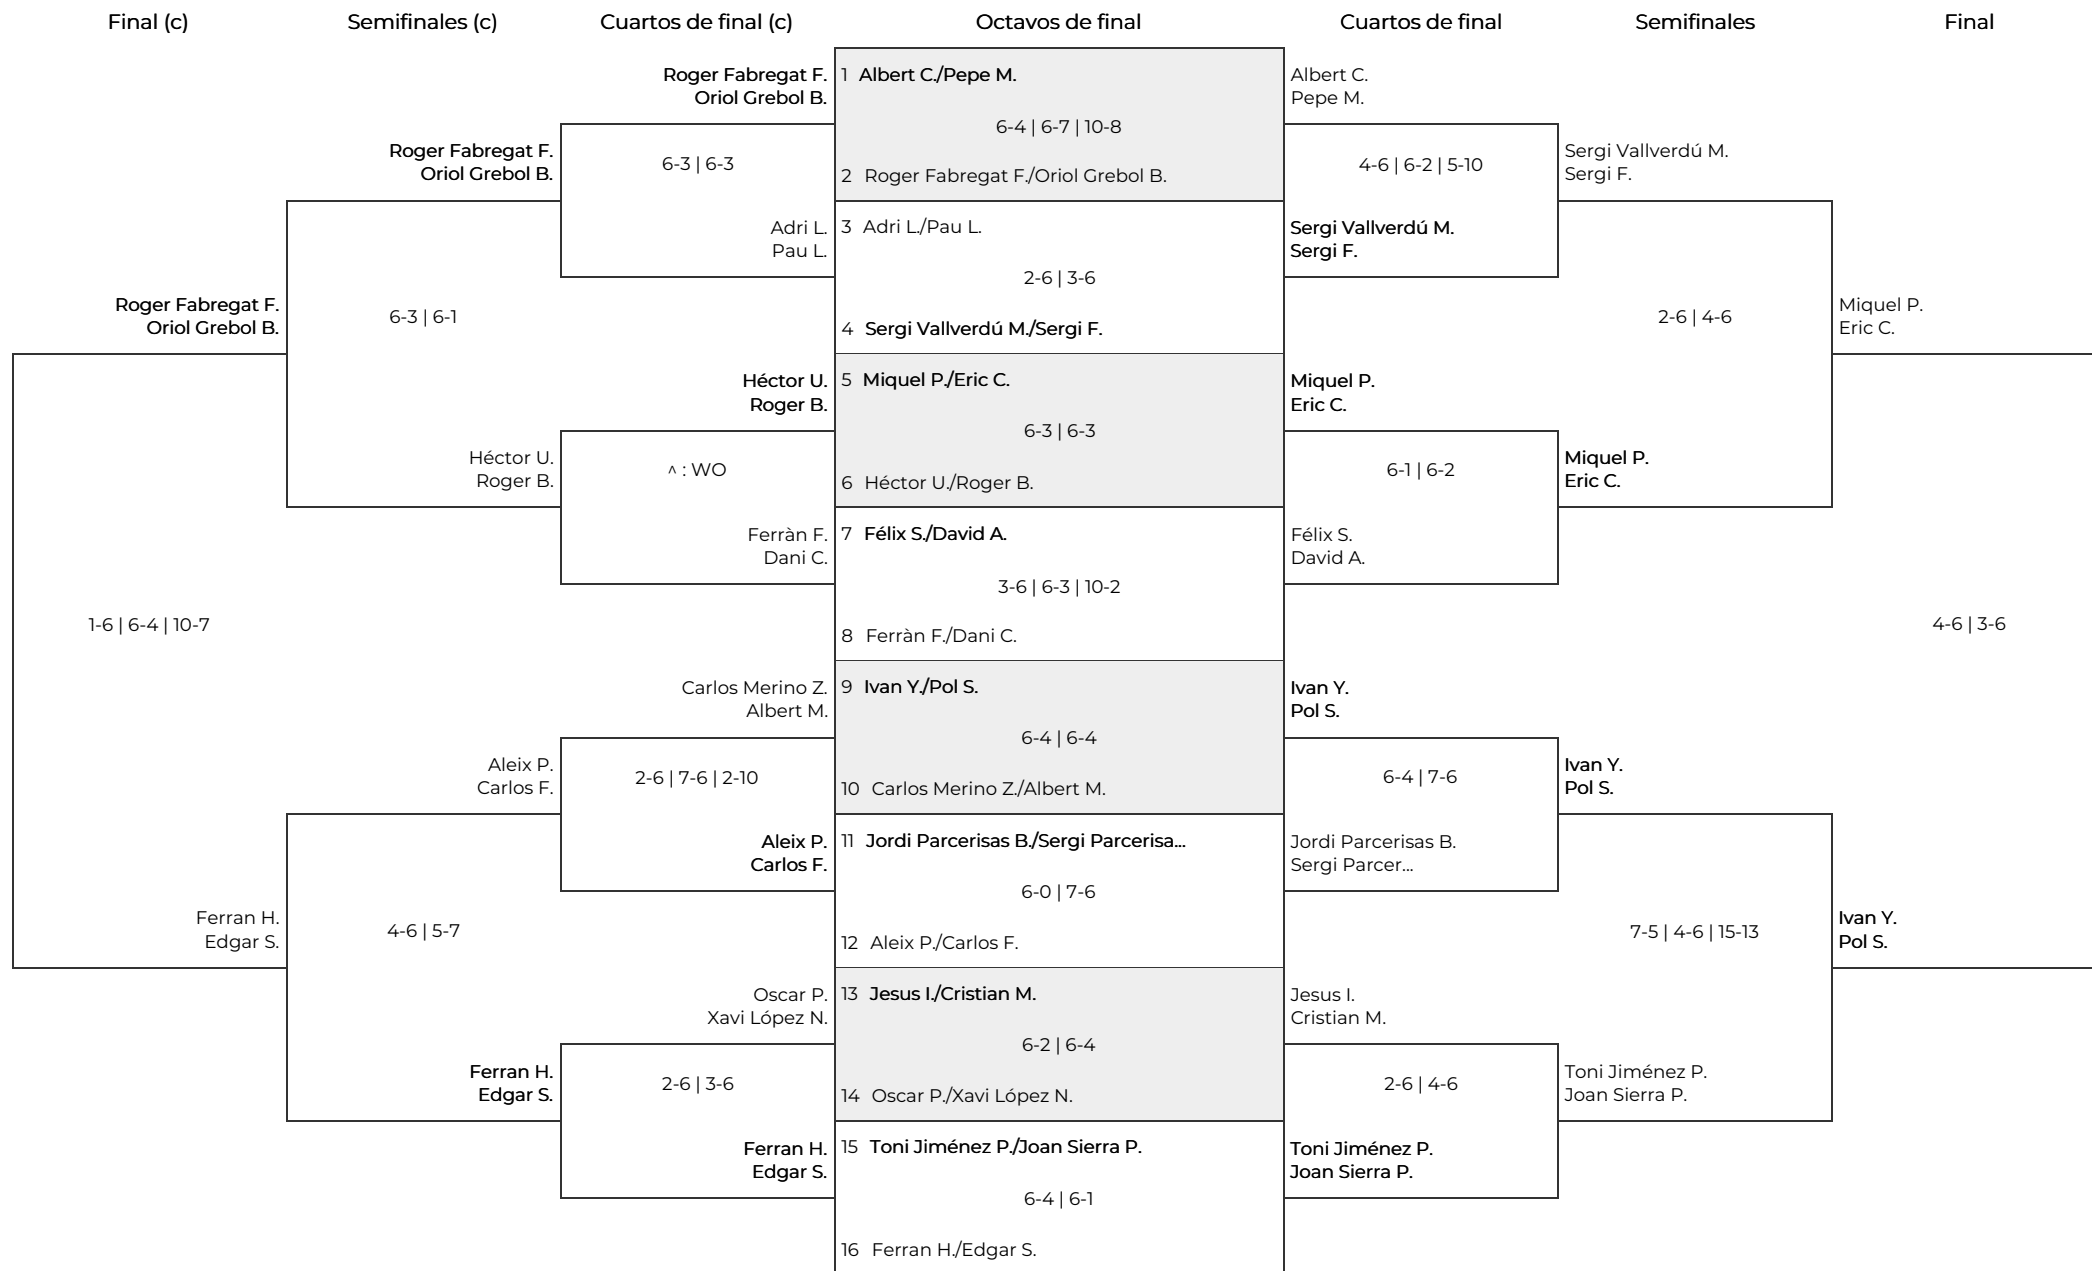 Final (c)
Semifinales (c)
Cuartos de final (c)
Octavos de final
Cuartos de final
Semifinales
Final
Roger Fabregat F.
Oriol Grebol B.
1 Albert C./Pepe M.
Albert C.
Pepe M.
6-4 | 6-7 | 10-8
Roger Fabregat F.
Oriol Grebol B.
6-3 | 6-3
2 Roger Fabregat F./Oriol Grebol B.
4-6 | 6-2 | 5-10
Sergi Vallverdú M.
Sergi F.
Adri L.
Pau L.
3 Adri L./Pau L.
Sergi Vallverdú M.
Sergi F.
2-6 | 3-6
Roger Fabregat F.
Oriol Grebol B.
6-3 | 6-1
4 Sergi Vallverdú M./Sergi F.
2-6 | 4-6
Miquel P.
Eric C.
Héctor U.
Roger B.
5 Miquel P./Eric C.
Miquel P.
Eric C.
6-3 | 6-3
Héctor U.
Roger B.
^ : WO
6 Héctor U./Roger B.
6-1 | 6-2
Miquel P.
Eric C.
Ferràn F.
Dani C.
7 Félix S./David A.
Félix S.
David A.
3-6 | 6-3 | 10-2
1-6 | 6-4 | 10-7
8 Ferràn F./Dani C.
4-6 | 3-6
Carlos Merino Z.
Albert M.
9 Ivan Y./Pol S.
Ivan Y.
Pol S.
6-4 | 6-4
Aleix P.
Carlos F.
2-6 | 7-6 | 2-10
10 Carlos Merino Z./Albert M.
6-4 | 7-6
Ivan Y.
Pol S.
Aleix P.
Carlos F.
11 Jordi Parcerisas B./Sergi Parcerisa...
Jordi Parcerisas B.
Sergi Parcer...
6-0 | 7-6
Ferran H.
Edgar S.
4-6 | 5-7
12 Aleix P./Carlos F.
7-5 | 4-6 | 15-13
Ivan Y.
Pol S.
Oscar P.
Xavi López N.
13 Jesus I./Cristian M.
Jesus I.
Cristian M.
6-2 | 6-4
Ferran H.
Edgar S.
2-6 | 3-6
14 Oscar P./Xavi López N.
2-6 | 4-6
Toni Jiménez P.
Joan Sierra P.
Ferran H.
Edgar S.
15 Toni Jiménez P./Joan Sierra P.
Toni Jiménez P.
Joan Sierra P.
6-4 | 6-1
16 Ferran H./Edgar S.